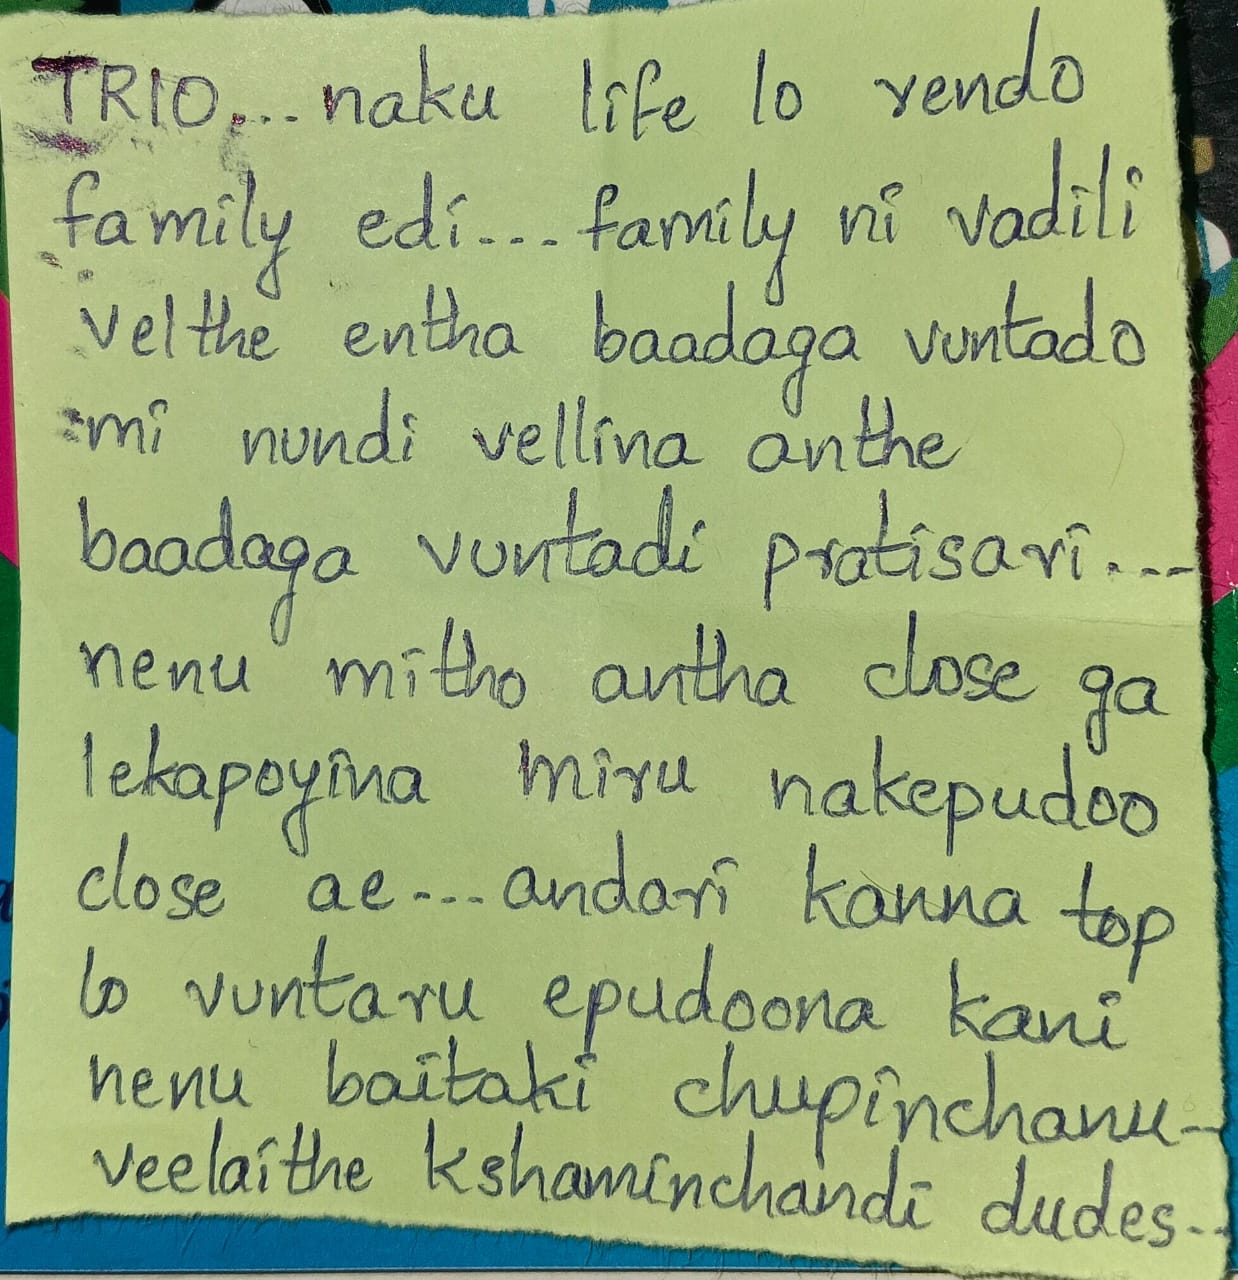 TRIO... naku life lo rendo
family edi... family ni vadili
velthe entha baadaga vuntado
mi nundi vellina anthe
baadaga vuntadi pratisari...
nenu mitho antha close ga
lekapoyina miru nakepudoo
close ae... andari kanna top
lo vuntaru epudoona kani
nenu baitaki chupinchanu..
veelaithe kshaminchandi dudes..